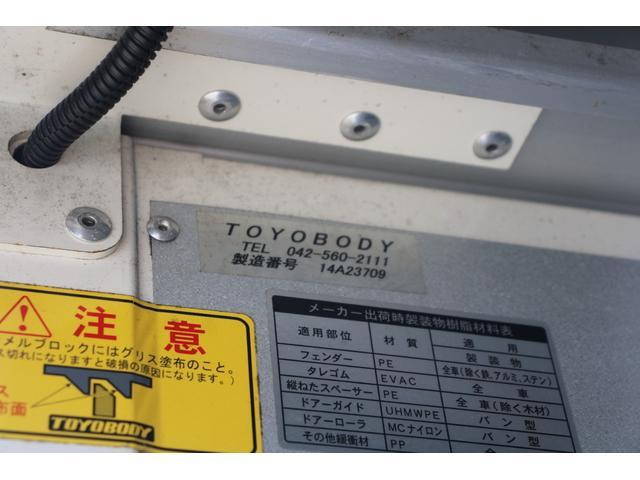 TOYOBODY
TEL 042-560-2111
製造番号 14A23709
注 意
メルブロックにはグリス塗布のこと。
ス切れになりますと破損の原因になります。)
ス
布面
TOYOBODY
メーカー出荷時製装物樹脂材料表
適用部位 材 質 適 用
フェンダー PE 装 装 物
タレゴム EVAC 全車(除く鉄,アルミ,ステン)
縦ねたスペーサー PE 全 車
ドアーガイド UHMWPE 全 車 (除く木材)
ドアーローラ MCナイロン バ ン 型
その他緩衝材 PP バ ン 型